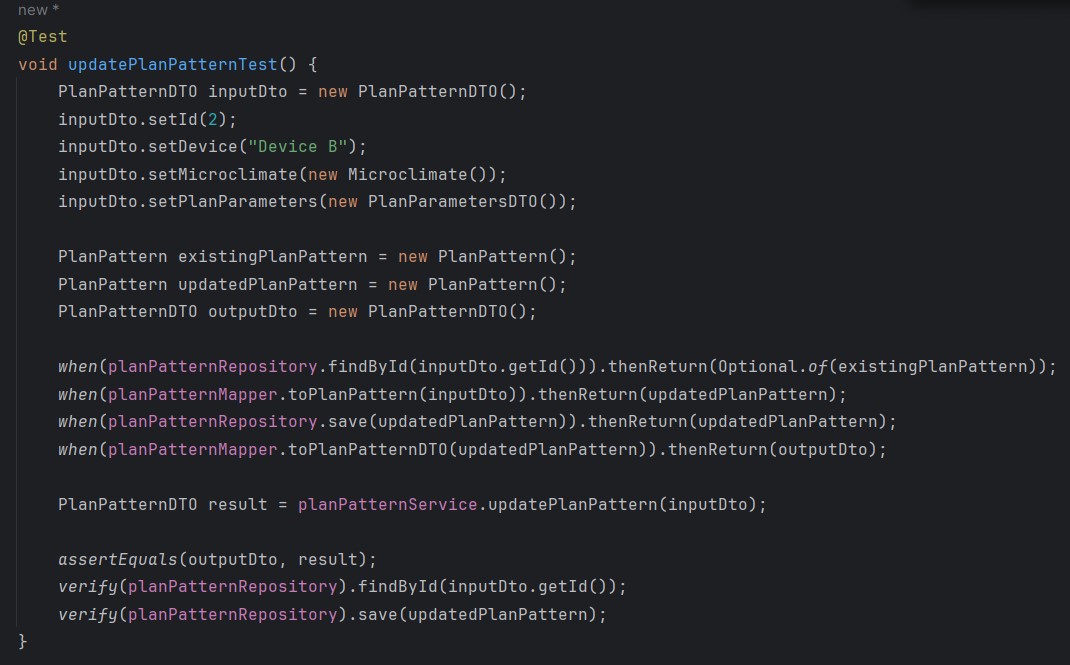 new *
@Test
void updatePlanPatternTest() {
    PlanPatternDTO inputDto = new PlanPatternDTO();
    inputDto.setId(2);
    inputDto.setDevice("Device B");
    inputDto.setMicroclimate(new Microclimate());
    inputDto.setPlanParameters(new PlanParametersDTO());

    PlanPattern existingPlanPattern = new PlanPattern();
    PlanPattern updatedPlanPattern = new PlanPattern();
    PlanPatternDTO outputDto = new PlanPatternDTO();

    when(planPatternRepository.findById(inputDto.getId())).thenReturn(Optional.of(existingPlanPattern));
    when(planPatternMapper.toPlanPattern(inputDto)).thenReturn(updatedPlanPattern);
    when(planPatternRepository.save(updatedPlanPattern)).thenReturn(updatedPlanPattern);
    when(planPatternMapper.toPlanPatternDTO(updatedPlanPattern)).thenReturn(outputDto);

    PlanPatternDTO result = planPatternService.updatePlanPattern(inputDto);

    assertEquals(outputDto, result);
    verify(planPatternRepository).findById(inputDto.getId());
    verify(planPatternRepository).save(updatedPlanPattern);
}